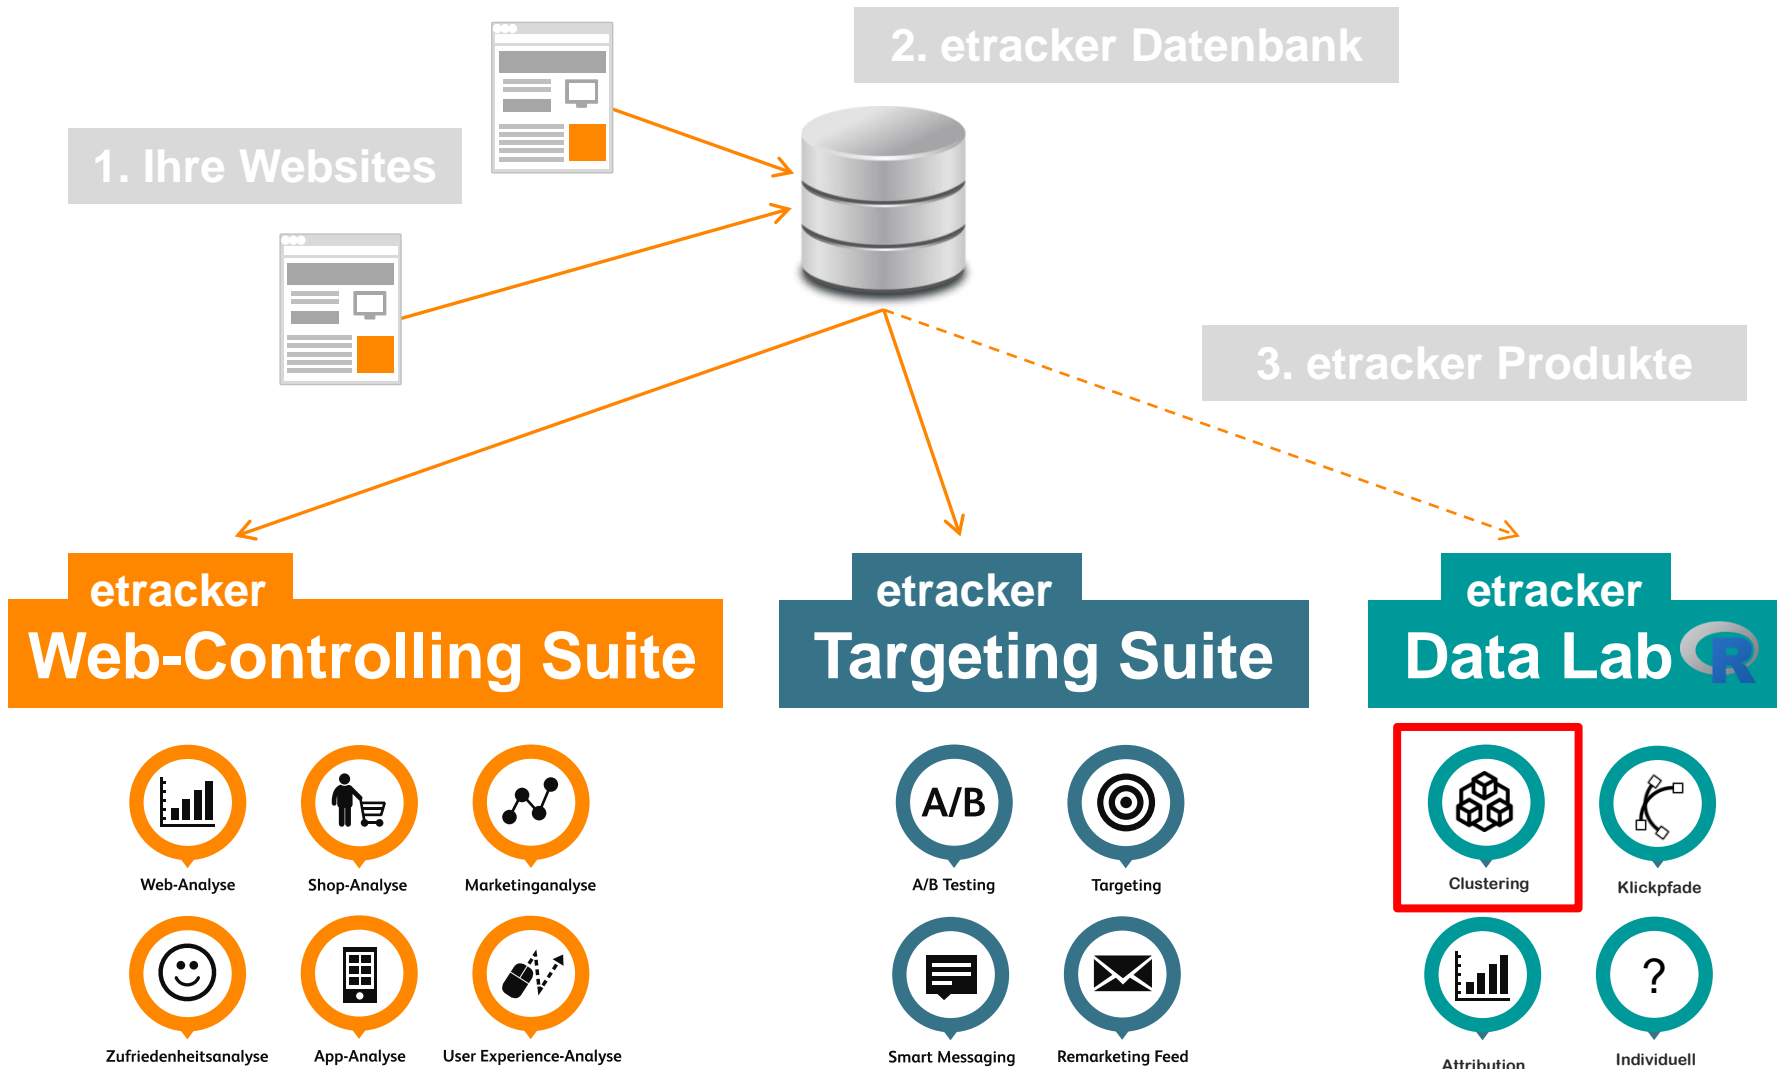 2. etracker Datenbank
1. Ihre Websites
3. etracker Produkte
etracker
Web-Controlling Suite
etracker
Targeting Suite
etracker
Data Lab R
Web-Analyse
Shop-Analyse
Marketinganalyse
Zufriedenheitsanalyse
App-Analyse
User Experience-Analyse
A/B
A/B Testing
Targeting
Smart Messaging
Remarketing Feed
Clustering
Klickpfade
Attribution
?
Individuell